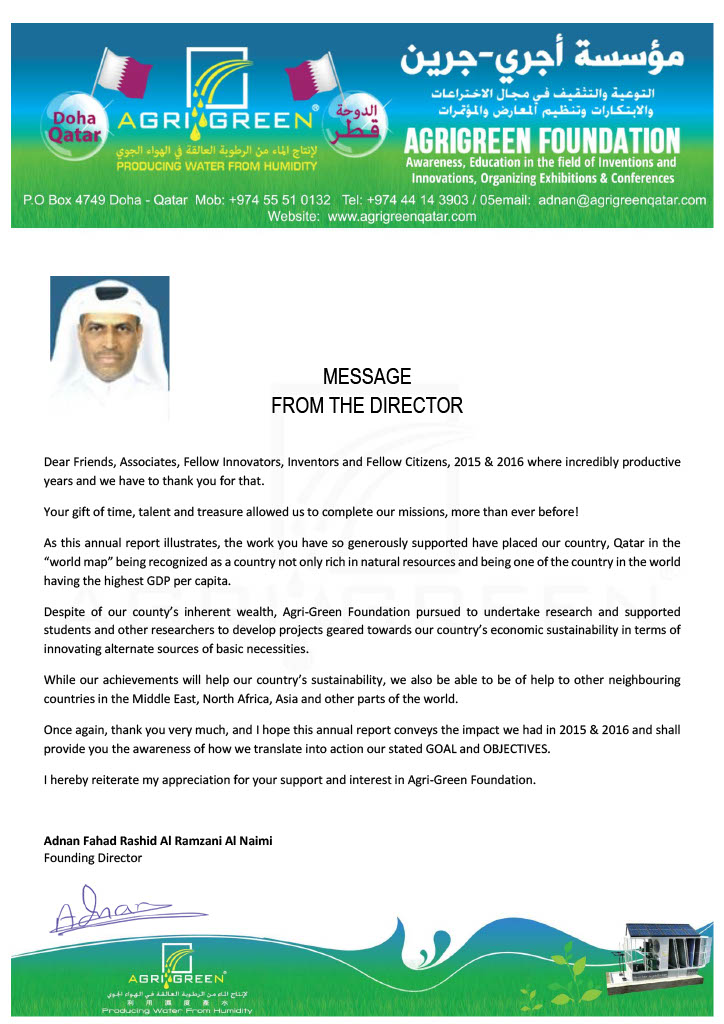 Doha
Qatar
AGRI GREEN®
لإنتاج الماء من الرطوبة العالقة في الهواء الجوي
PRODUCING WATER FROM HUMIDITY
الدوحة
قطر
مؤسسة أجري-جرين
التوعية والتثقيف في مجال الاختراعات
والابتكارات وتنظيم المعارض والمؤتمرات
AGRIGREEN FOUNDATION
Awareness, Education in the field of Inventions and
Innovations, Organizing Exhibitions & Conferences
P.O Box 4749 Doha - Qatar Mob: +974 55 51 0132 Tel: +974 44 14 3903 / 05email: adnan@agrigreenqatar.com
Website: www.agrigreenqatar.com
MESSAGE
FROM THE DIRECTOR
Dear Friends, Associates, Fellow Innovators, Inventors and Fellow Citizens, 2015 & 2016 where incredibly productive
years and we have to thank you for that.
Your gift of time, talent and treasure allowed us to complete our missions, more than ever before!
As this annual report illustrates, the work you have so generously supported have placed our country, Qatar in the
“world map” being recognized as a country not only rich in natural resources and being one of the country in the world
having the highest GDP per capita.
Despite of our county’s inherent wealth, Agri-Green Foundation pursued to undertake research and supported
students and other researchers to develop projects geared towards our country’s economic sustainability in terms of
innovating alternate sources of basic necessities.
While our achievements will help our country’s sustainability, we also be able to be of help to other neighbouring
countries in the Middle East, North Africa, Asia and other parts of the world.
Once again, thank you very much, and I hope this annual report conveys the impact we had in 2015 & 2016 and shall
provide you the awareness of how we translate into action our stated GOAL and OBJECTIVES.
I hereby reiterate my appreciation for your support and interest in Agri-Green Foundation.
Adnan Fahad Rashid Al Ramzani Al Naimi
Founding Director
Adnan
AGRI GREEN®
لإنتاج الماء من الرطوبة العالقة في الهواء الجوي
利 用 濕 度 產 水
Producing Water From Humidity